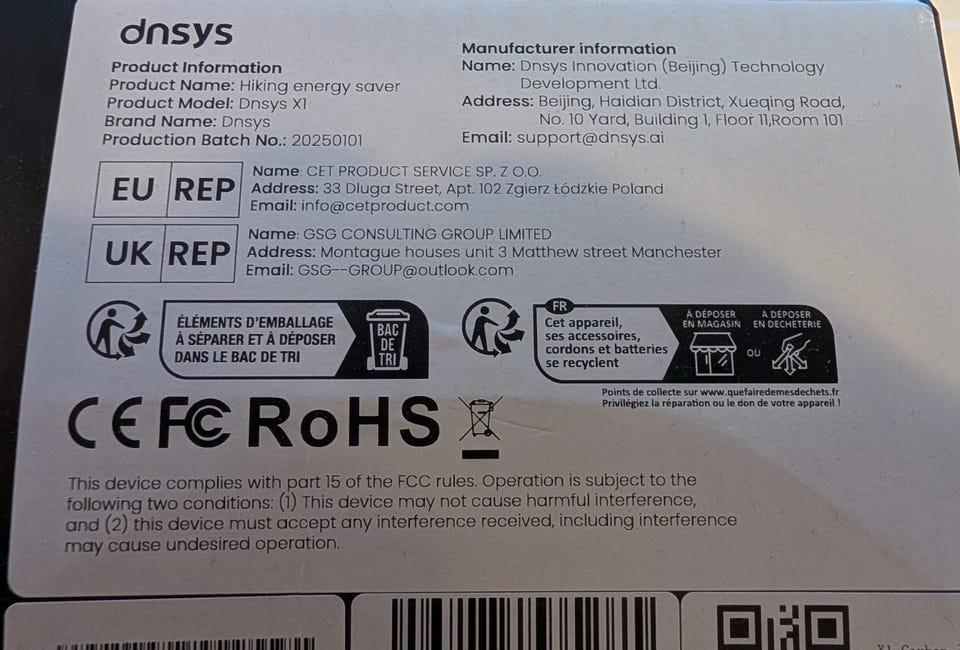 dnsys
Product Information
Product Name: Hiking energy saver
Product Model: Dnsys X1
Brand Name: Dnsys
Production Batch No.: 20250101
Manufacturer information
Name: Dnsys Innovation (Beijing) Technology
Development Ltd.
Address: Beijing, Haidian District, Xueqing Road,
No. 10 Yard, Building 1, Floor 11,Room 101
Email: support@dnsys.ai
EU REP
Name: CET PRODUCT SERVICE SP. Z O.O.
Address: 33 Dluga Street, Apt. 102 Zgierz Łódzkie Poland
Email: info@cetproduct.com
UK REP
Name: GSG CONSULTING GROUP LIMITED
Address: Montague houses unit 3 Matthew street Manchester
Email: GSG--GROUP@outlook.com
ÉLÉMENTS D'EMBALLAGE
À SÉPARER ET À DÉPOSER
DANS LE BAC DE TRI
BAC
DE
TRI
FR
Cet appareil,
ses accessoires,
cordons et batteries
se recyclent
À DÉPOSER
EN MAGASIN
OU
A DEPOSER
EN DECHETERIE
Points de collecte sur www.quefairedemesdechets.fr
Privilégiez la réparation ou le don de votre appareil !
CE FC RoHS
This device complies with part 15 of the FCC rules. Operation is subject to the
following two conditions: (1) This device may not cause harmful interference,
and (2) this device must accept any interference received, including interference
may cause undesired operation.